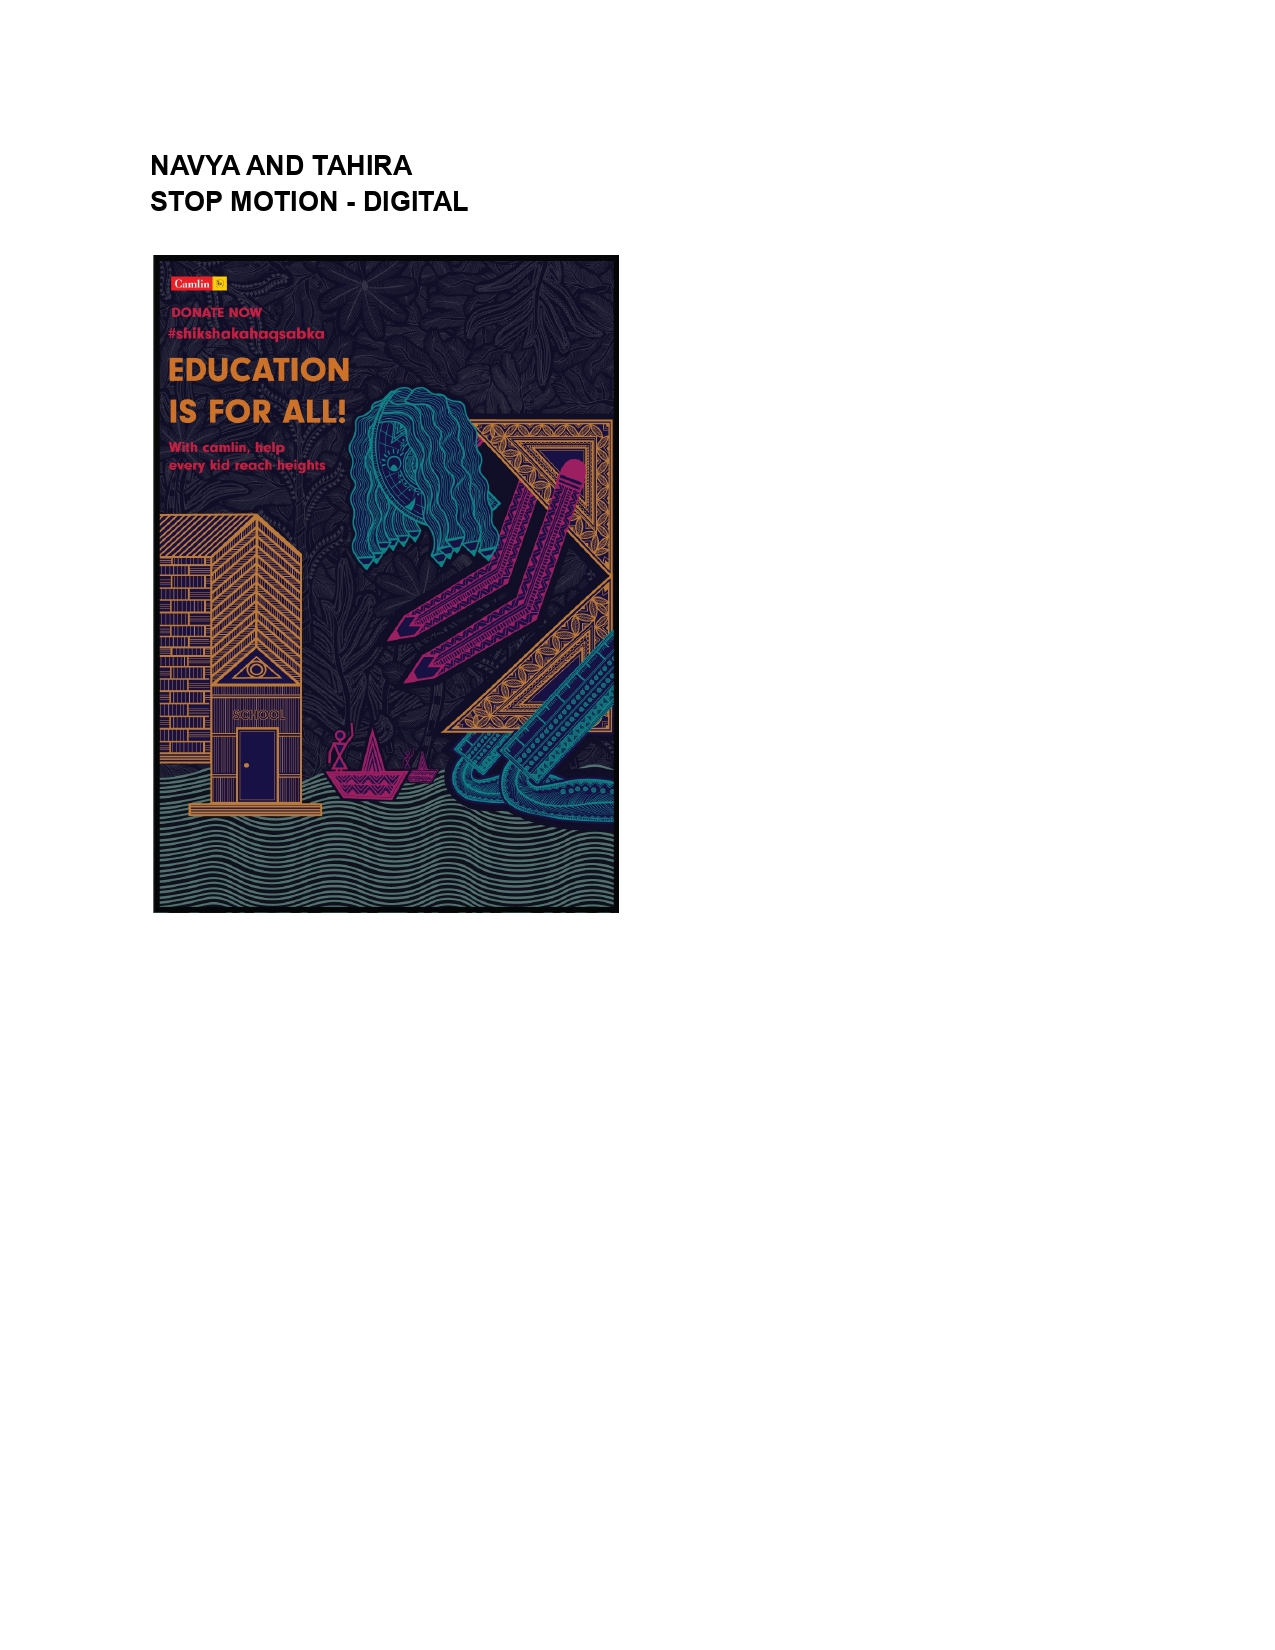 NAVYA AND TAHIRA
STOP MOTION - DIGITAL
Camlin
DONATE NOW
#shikshakahaqsabka
EDUCATION
IS FOR ALL!
With camlin, help
every kid reach heights
SCHOOL